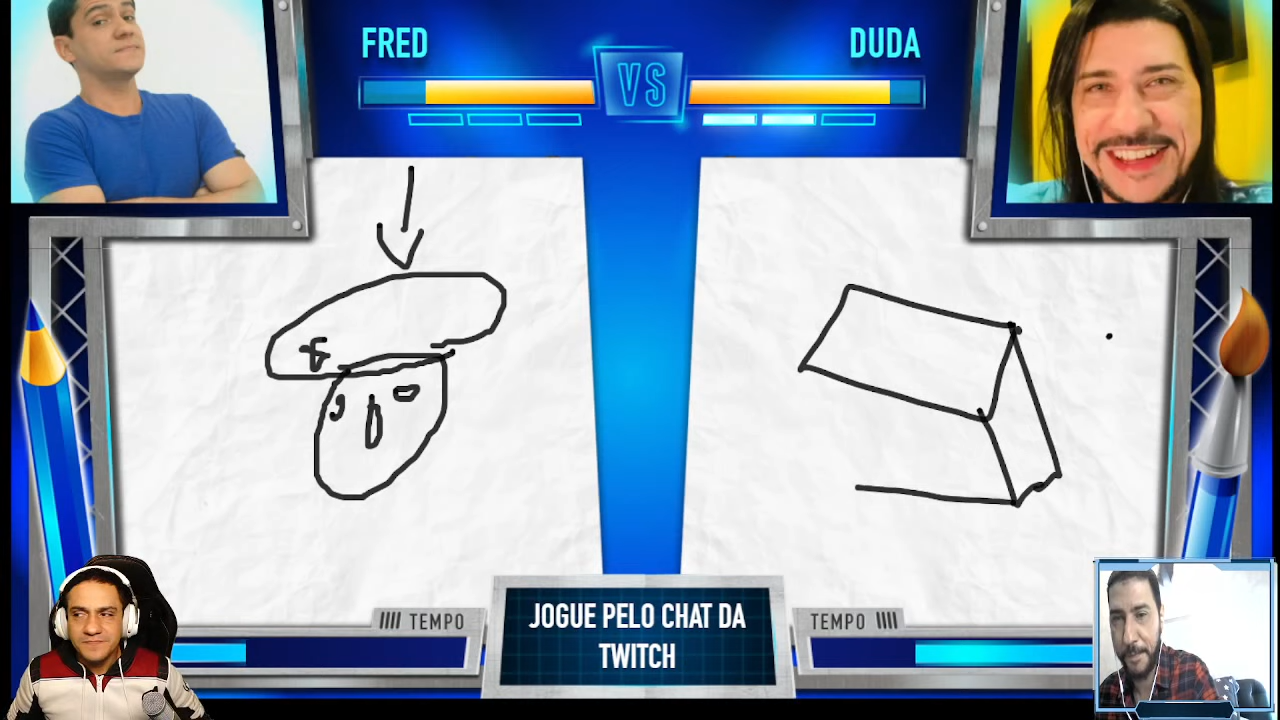 FRED
VS
DUDA
TEMPO
JOGUE PELO CHAT DA
TWITCH
TEMPO